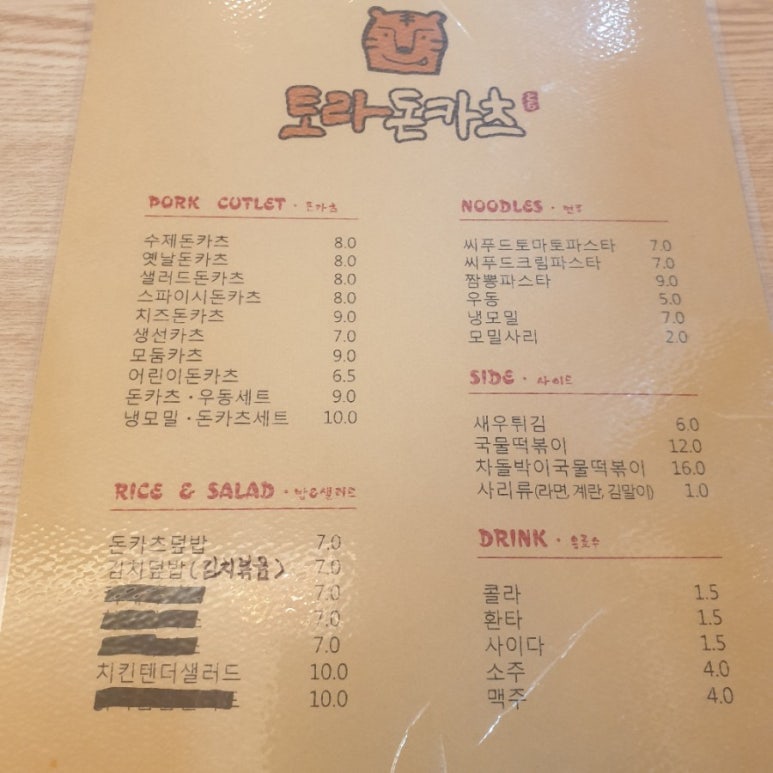 토라돈카츠
PORK CUTLET · 돈카츠
수제돈카츠 8.0
옛날돈카츠 8.0
샐러드돈카츠 8.0
스파이시돈카츠 8.0
치즈돈카츠 9.0
생선카츠 7.0
모둠카츠 9.0
어린이돈카츠 6.5
돈카츠·우동세트 9.0
냉모밀·돈카츠세트 10.0
RICE & SALAD · 밥&샐러드
돈카츠덮밥 7.0
김치덮밥(김치볶음) 7.0
7.0
7.0
7.0
치킨텐더샐러드 10.0
10.0
NOODLES · 면류
씨푸드토마토파스타 7.0
씨푸드크림파스타 7.0
짬뽕파스타 9.0
우동 5.0
냉모밀 7.0
모밀사리 2.0
SIDE · 사이드
새우튀김 6.0
국물떡볶이 12.0
차돌박이국물떡볶이 16.0
사리류(라면, 계란, 김말이) 1.0
DRINK · 음료수
콜라 1.5
환타 1.5
사이다 1.5
소주 4.0
맥주 4.0